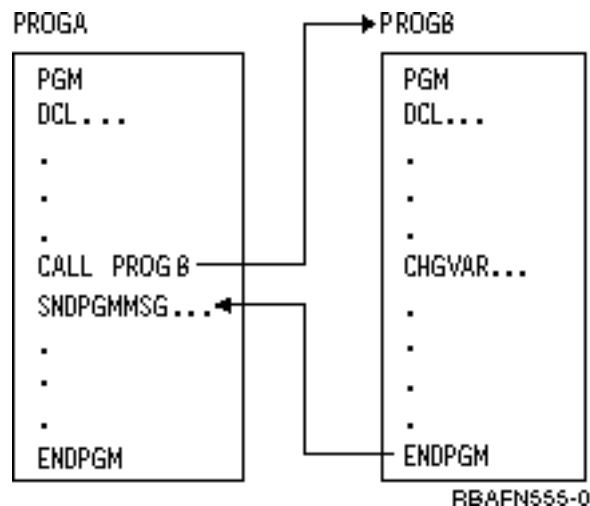 PROGA
PGM
DCL...
.
.
.
CALL PROGB
SNDPGMMSG...
.
.
.
ENDPGM
PROGB
PGM
DCL...
.
.
.
CHGVAR...
.
.
.
.
ENDPGM
RBAFN555-0